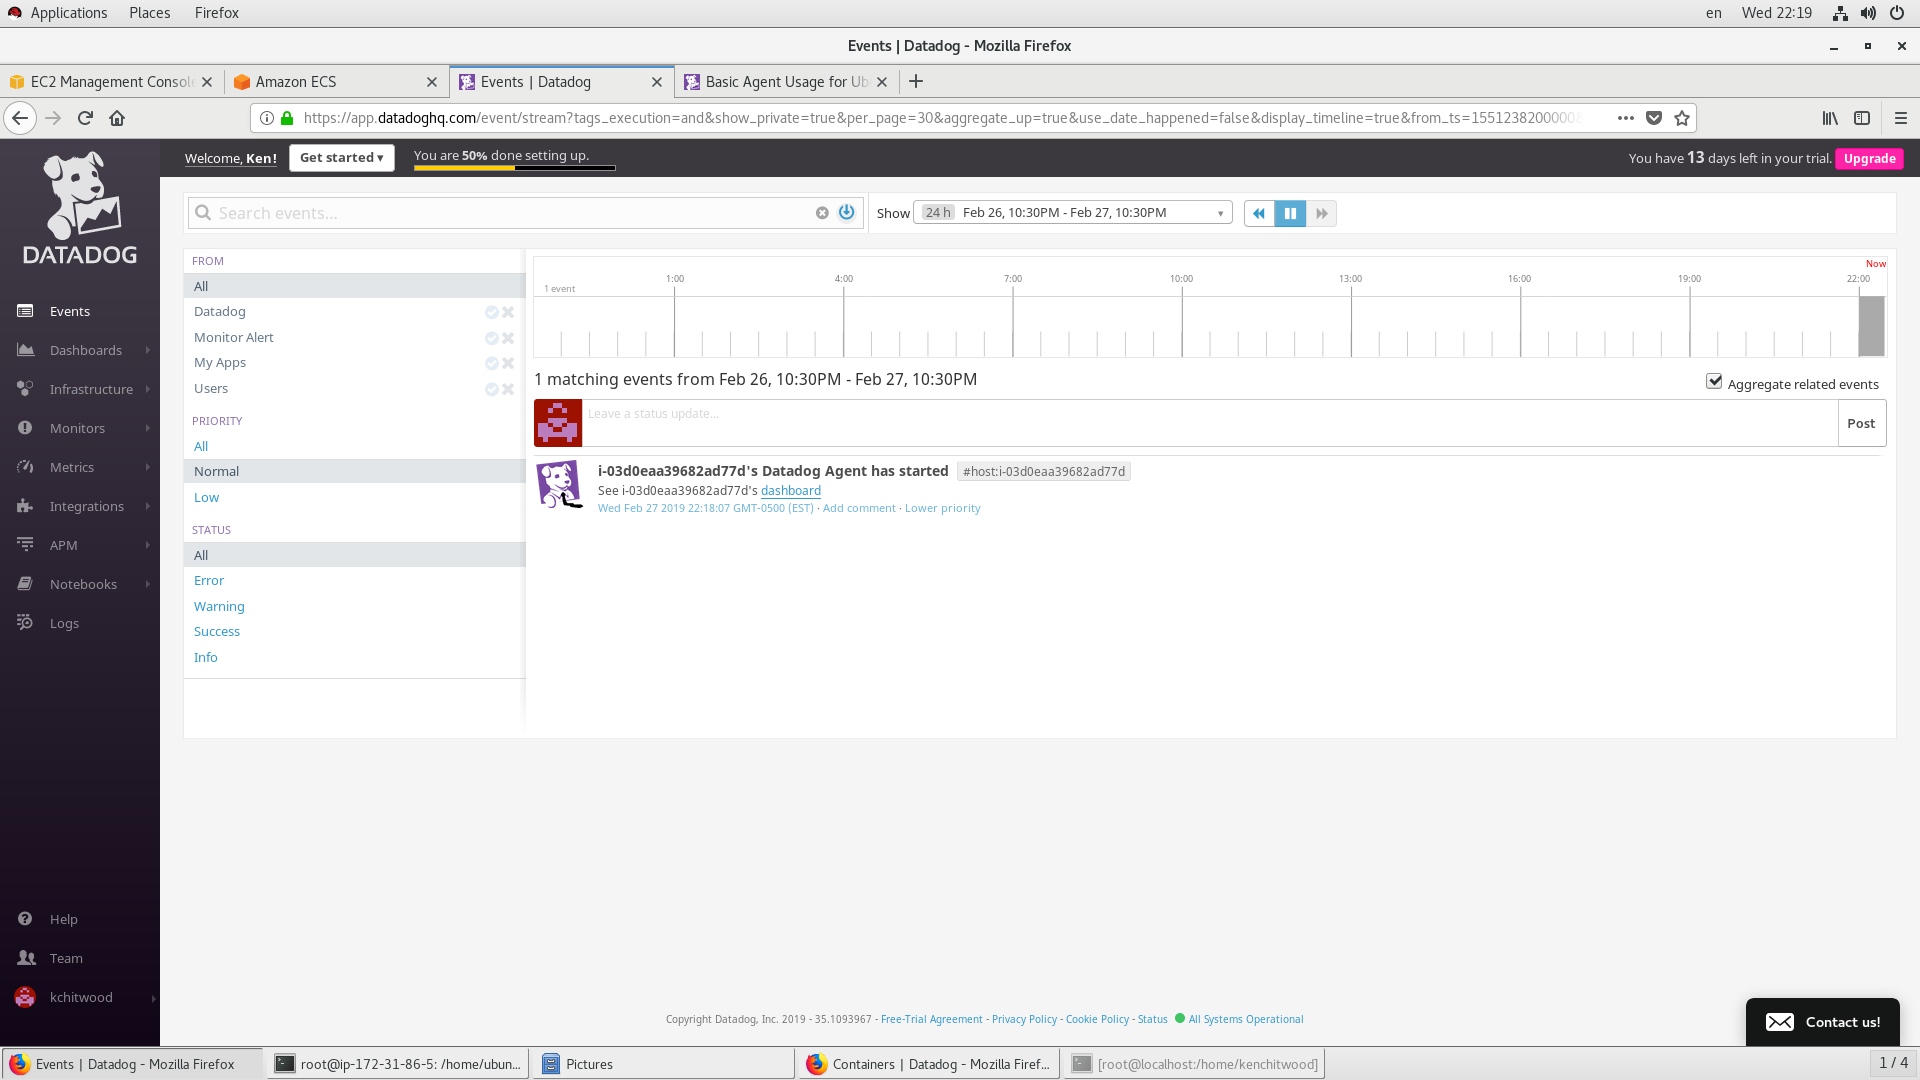 Applications Places Firefox en Wed 22:19
Events | Datadog - Mozilla Firefox
EC2 Management Consol Amazon ECS Events | Datadog Basic Agent Usage for Ub
https://app.datadoghq.com/event/stream?tags_execution=and&show_private=true&per_page=30&aggregate_up=true&use_date_happened=false&display_timeline=true&from_ts=1551238200000&
Welcome, Ken! Get started ▾ You are 50% done setting up. You have 13 days left in your trial. Upgrade
DATADOG
Events
Dashboards
Infrastructure
Monitors
Metrics
Integrations
APM
Notebooks
Logs
Help
Team
kchitwood
Search events...
Show 24 h Feb 26, 10:30PM - Feb 27, 10:30PM
FROM
All
Datadog
Monitor Alert
My Apps
Users
PRIORITY
All
Normal
Low
STATUS
All
Error
Warning
Success
Info
Now
1:00 4:00 7:00 10:00 13:00 16:00 19:00 22:00
1 event
1 matching events from Feb 26, 10:30PM - Feb 27, 10:30PM
Aggregate related events
Leave a status update...
Post
i-03d0eaa39682ad77d's Datadog Agent has started #host:i-03d0eaa39682ad77d
See i-03d0eaa39682ad77d's dashboard
Wed Feb 27 2019 22:18:07 GMT-0500 (EST) · Add comment · Lower priority
Copyright Datadog, Inc. 2019 - 35.1093967 - Free-Trial Agreement - Privacy Policy - Cookie Policy - Status All Systems Operational
Contact us!
Events | Datadog - Mozilla Firefox root@ip-172-31-86-5: /home/ubun... Pictures Containers | Datadog - Mozilla Firef... [root@localhost:/home/kenchitwood] 1 / 4